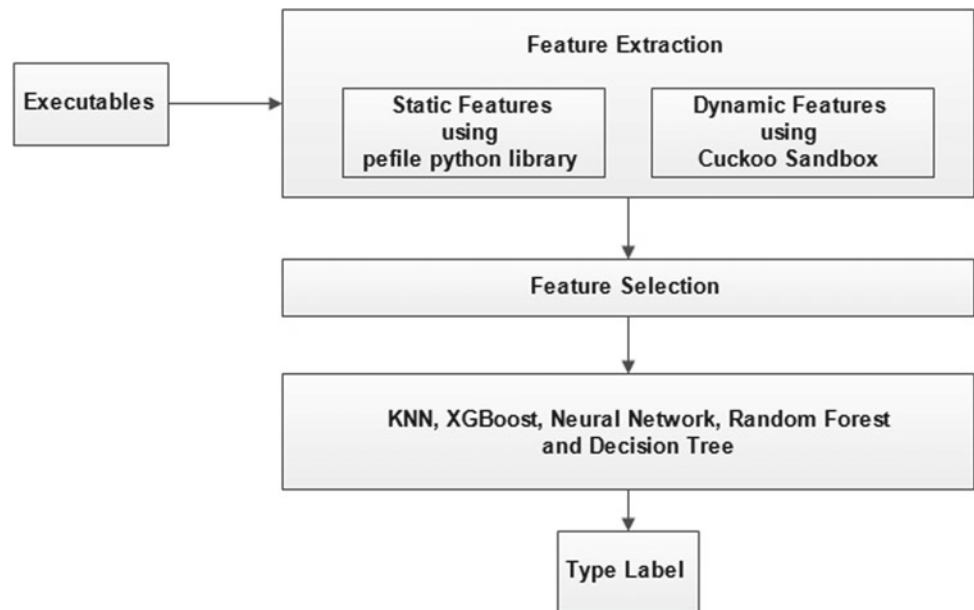 Feature Extraction
Executables
Static Features
using
pefile python library
Dynamic Features
using
Cuckoo Sandbox
Feature Selection
KNN, XGBoost, Neural Network, Random Forest
and Decision Tree
Type Label